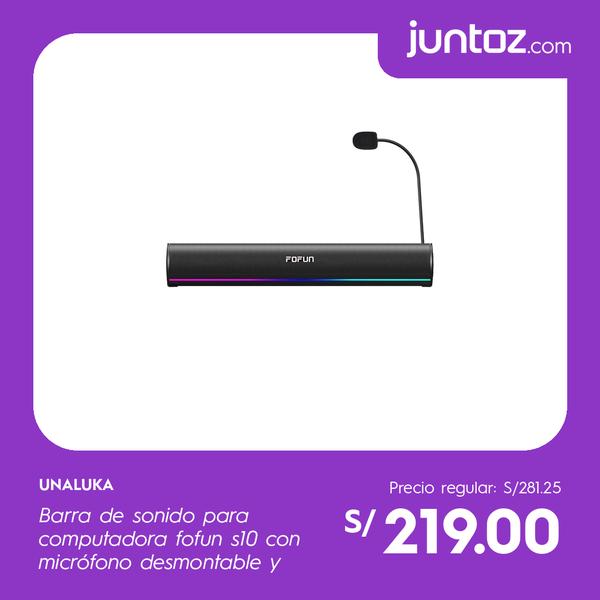 juntoz.com
FOFUN
UNALUKA
Barra de sonido para
computadora fofun s10 con
micrófono desmontable y
Precio regular: S/281.25
S/ 219.00